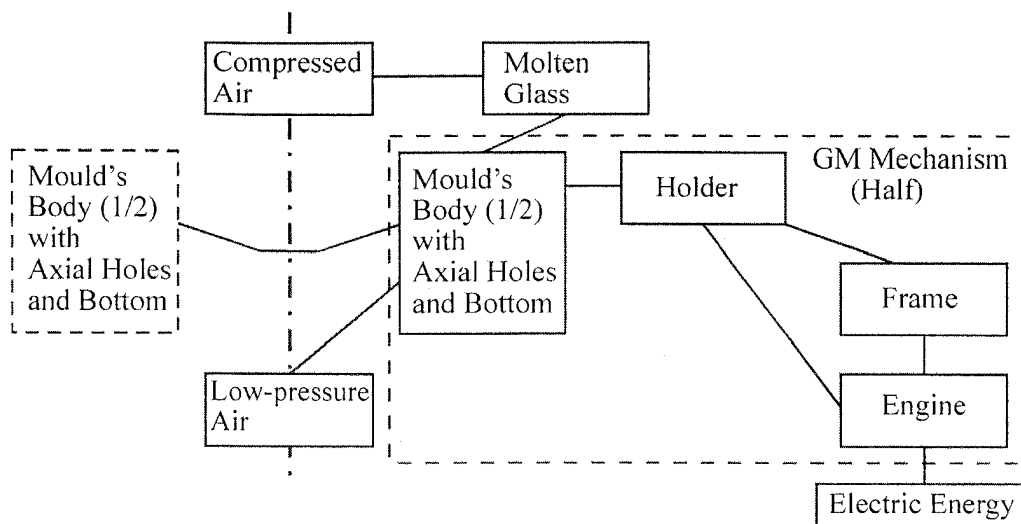 Compressed
Air
Molten
Glass
GM Mechanism
(Half)
Mould's
Body (1/2)
with
Axial Holes
and Bottom
Mould's
Body (1/2)
with
Axial Holes
and Bottom
Holder
Frame
Low-pressure
Air
Engine
Electric Energy